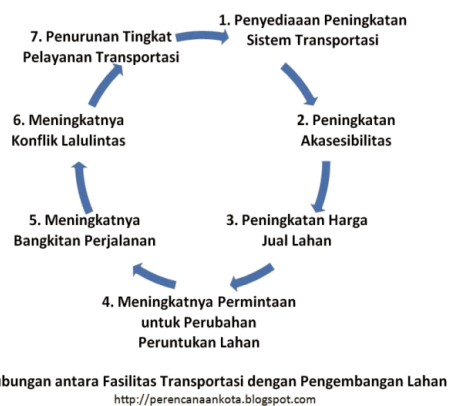 1. Penyediaaan Peningkatan
Sistem Transportasi
2. Peningkatan
Akasesibilitas
3. Peningkatan Harga
Jual Lahan
4. Meningkatnya Permintaan
untuk Perubahan
Peruntukan Lahan
5. Meningkatnya
Bangkitan Perjalanan
6. Meningkatnya
Konflik Lalulintas
7. Penurunan Tingkat
Pelayanan Transportasi
bungan antara Fasilitas Transportasi dengan Pengembangan Lahan
http://perencanaankota.blogspot.com